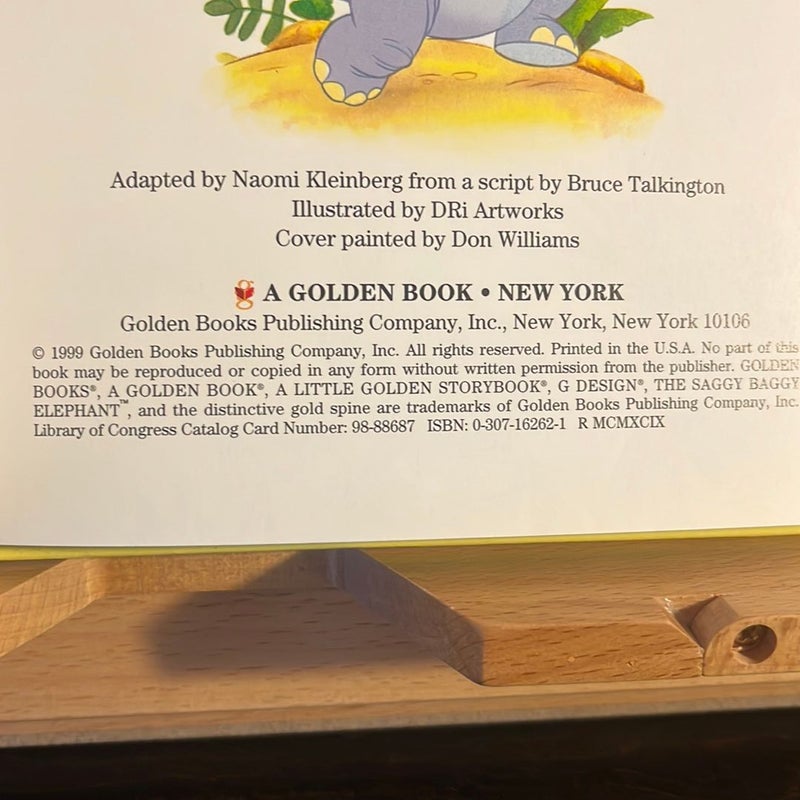 Adapted by Naomi Kleinberg from a script by Bruce Talkington
Illustrated by DRi Artworks
Cover painted by Don Williams
g A GOLDEN BOOK • NEW YORK
Golden Books Publishing Company, Inc., New York, New York 10106
© 1999 Golden Books Publishing Company, Inc. All rights reserved. Printed in the U.S.A. No part of this
book may be reproduced or copied in any form without written permission from the publisher. GOLDEN
BOOKS®, A GOLDEN BOOK®, A LITTLE GOLDEN STORYBOOK®, G DESIGN®, THE SAGGY BAGGY
ELEPHANT™, and the distinctive gold spine are trademarks of Golden Books Publishing Company, Inc.
Library of Congress Catalog Card Number: 98-88687 ISBN: 0-307-16262-1 R MCMXCIX